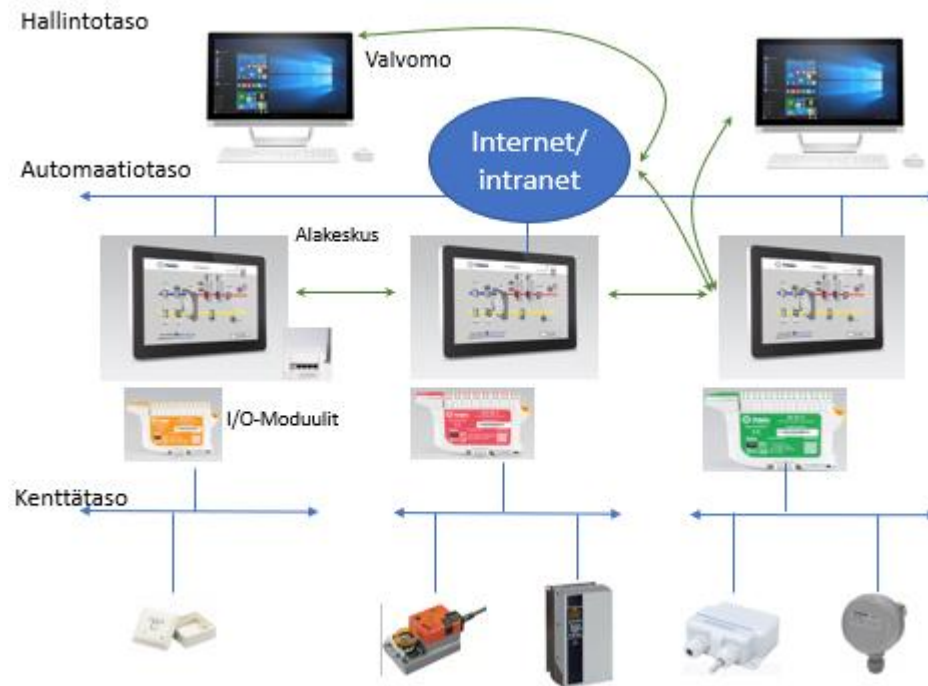 Hallintotaso
Valvomo
Internet/
intranet
Automaatiotaso
Alakeskus
I/O-Moduulit
Kenttätaso